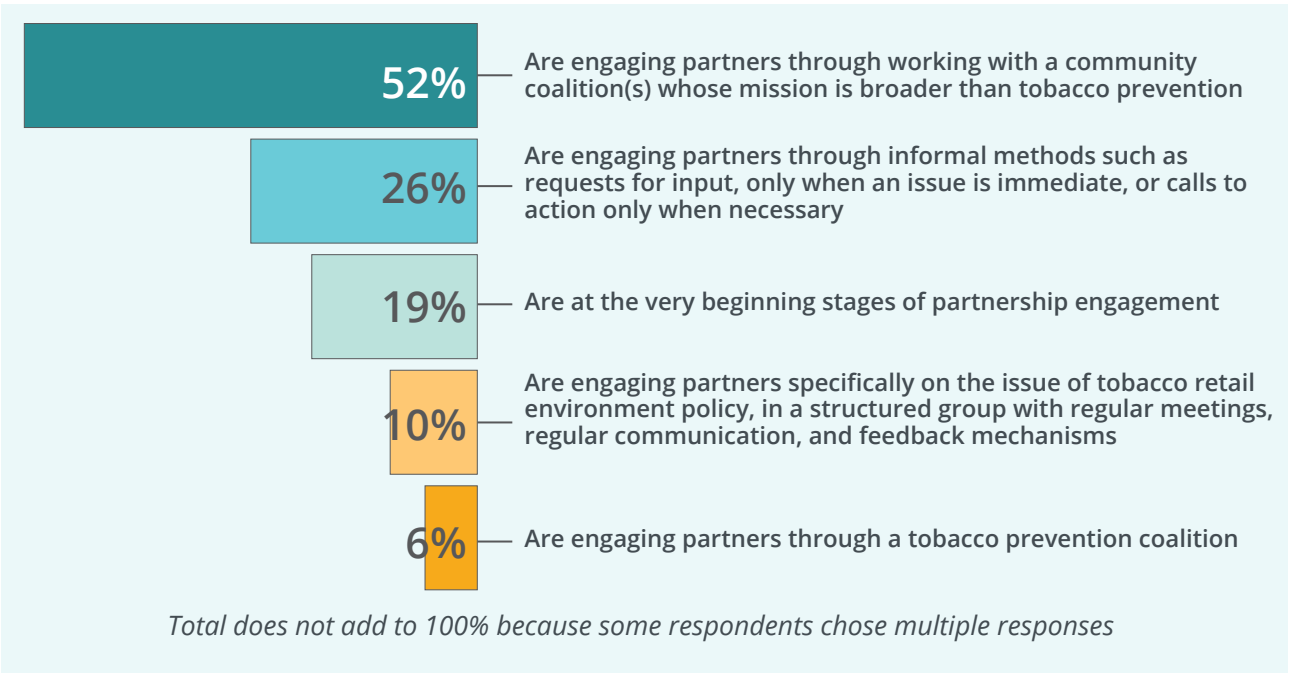 52%
Are engaging partners through working with a community
coalition(s) whose mission is broader than tobacco prevention
26%
Are engaging partners through informal methods such as
requests for input, only when an issue is immediate, or calls to
action only when necessary
19%
Are at the very beginning stages of partnership engagement
10%
Are engaging partners specifically on the issue of tobacco retail
environment policy, in a structured group with regular meetings,
regular communication, and feedback mechanisms
6%
Are engaging partners through a tobacco prevention coalition
Total does not add to 100% because some respondents chose multiple responses